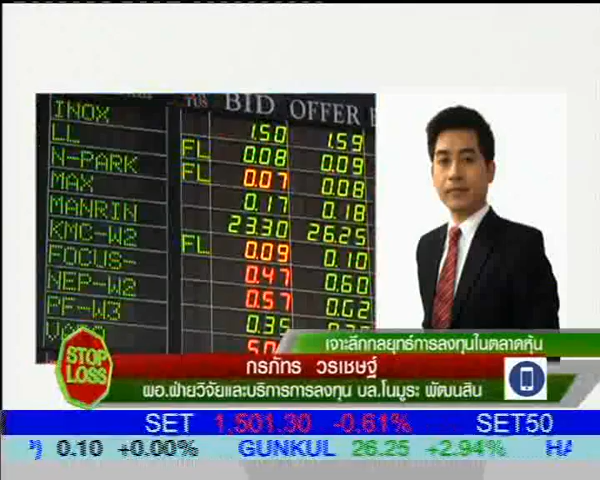 BID OFFER
INOX 1.50 1.59
LL FL 0.08 0.09
N-PARK FL 0.07 0.08
MAX 0.17 0.18
MANRIN 23.30 26.25
KMC-W2 FL 0.09 0.10
FOCUS- 0.47 0.60
NEP-W2 0.57 0.62
PF-W3 0.35
เจาะลึกกลยุทธ์การลงทุนในตลาดหุ้น
STOP
LOSS
กรภัทร วรเชษฐ์
ผอ.ฝ่ายวิจัยและบริการการลงทุน บล.โนมูระ พัฒนสิน
SET 1,501.30 -0.61% SET50
0.10 +0.00% GUNKUL 26.25 +2.94% HA